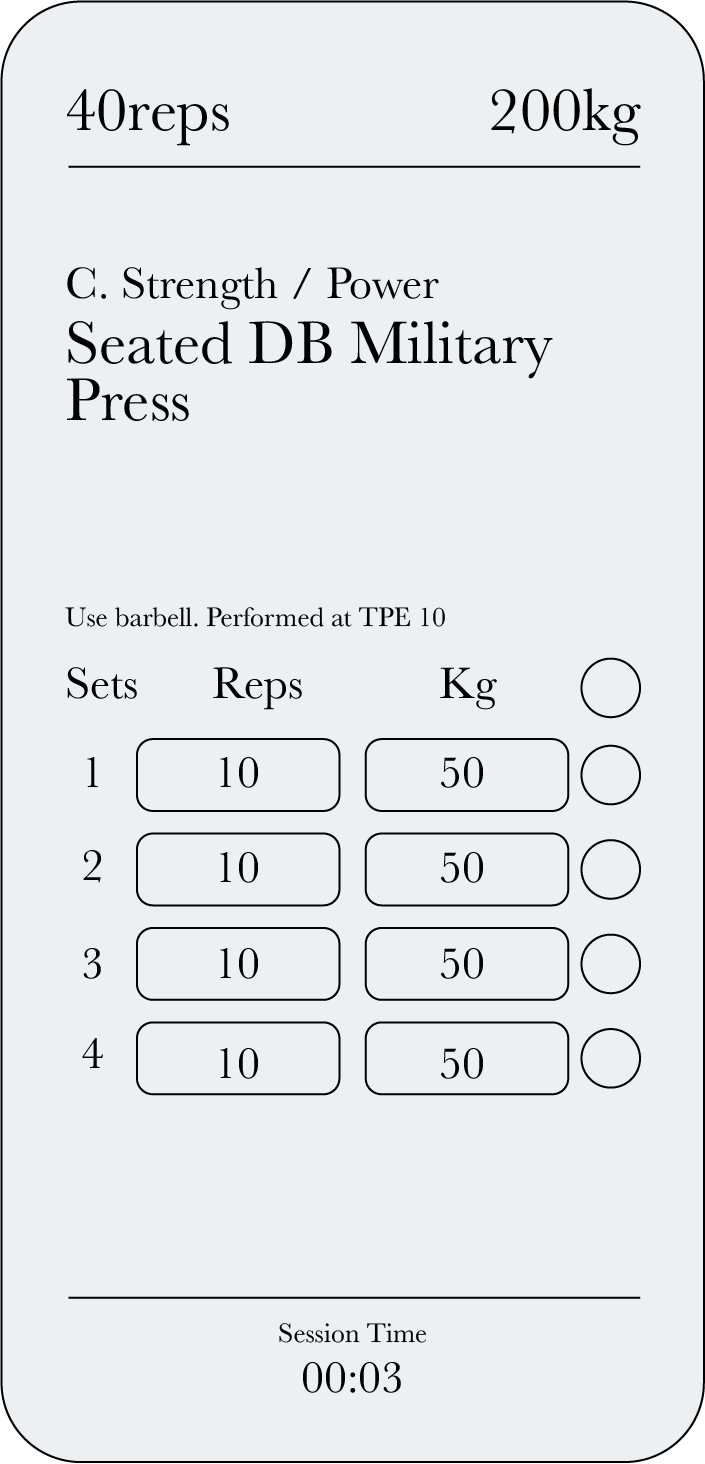 40reps 200kg
C. Strength / Power
Seated DB Military
Press
Use barbell. Performed at TPE 10
Sets Reps Kg
1 10 50
2 10 50
3 10 50
4 10 50
Session Time
00:03